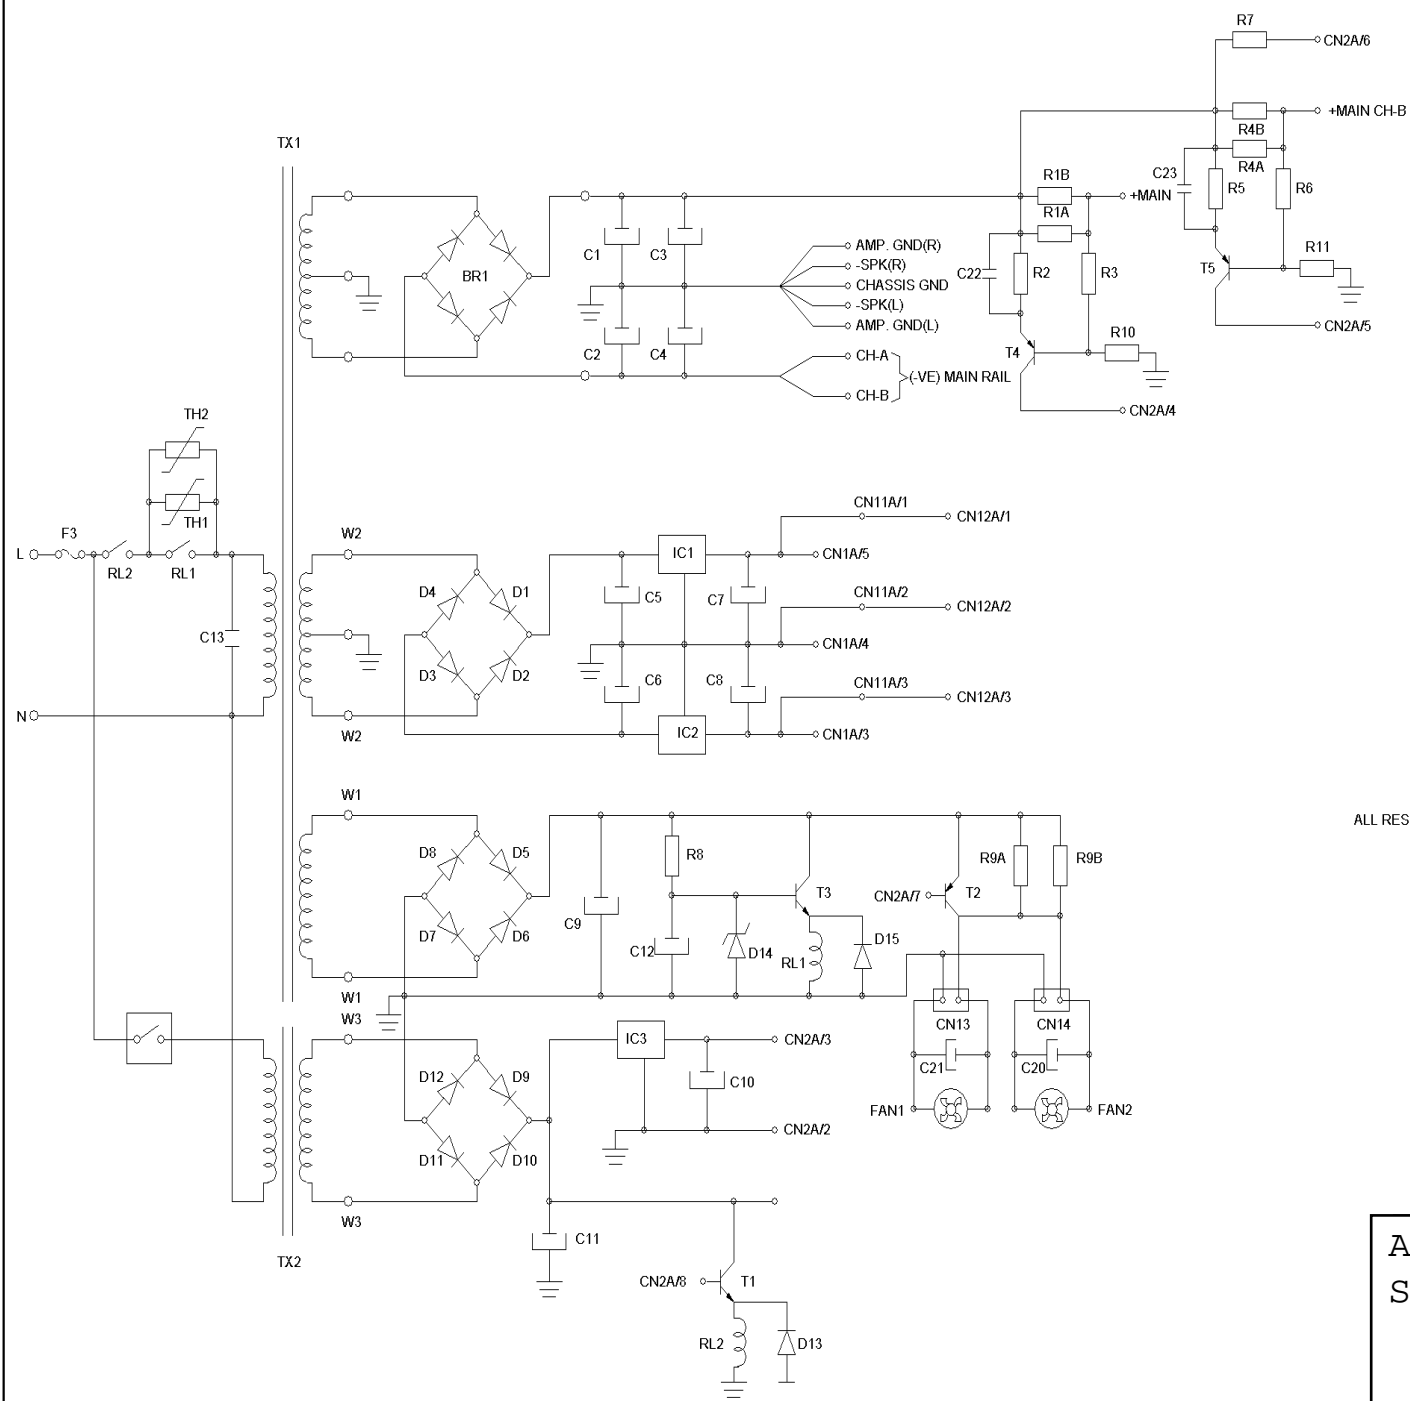 R7
CN2A/6
+MAIN CH-B
R4B
TX1
R4A
R1B
C23
R5
R6
+MAIN
R1A
AMP. GND(R)
C1
C3
R11
-SPK(R)
T5
BR1
C22
R2
R3
CHASSIS GND
-SPK(L)
AMP. GND(L)
CN2A/5
R10
C2
C4
CH-A
T4
(-VE) MAIN RAIL
CH-B
CN2A/4
TH2
CN11A/1
CN12A/1
TH1
F3
W2
L
IC1
CN1A/5
RL2
RL1
D4
D1
C5
C7
CN11A/2
CN12A/2
C13
CN1A/4
D3
D2
C6
C8
CN11A/3
CN12A/3
N
W2
IC2
CN1A/3
W1
ALL RES
D8
D5
R8
R9A
R9B
T3
CN2A/7
T2
C9
D7
D6
C12
D14
RL1
D15
W1
W3
CN13
CN14
IC3
CN2A/3
D12
D9
C10
C21
C20
FAN1
FAN2
CN2A/2
D11
D10
W3
C11
TX2
A
S
CN2A/8
T1
RL2
D13